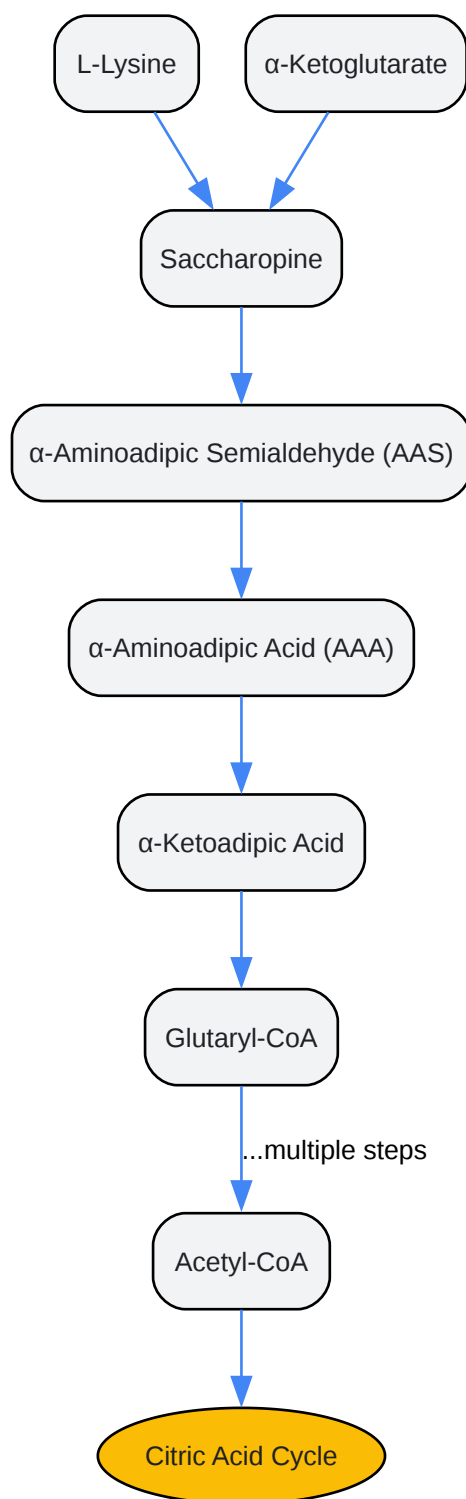 L-Lysine
α-Ketoglutarate
Saccharopine
α-Aminoadipic Semialdehyde (AAS)
α-Aminoadipic Acid (AAA)
α-Ketoadipic Acid
Glutaryl-CoA
...multiple steps
Acetyl-CoA
Citric Acid Cycle